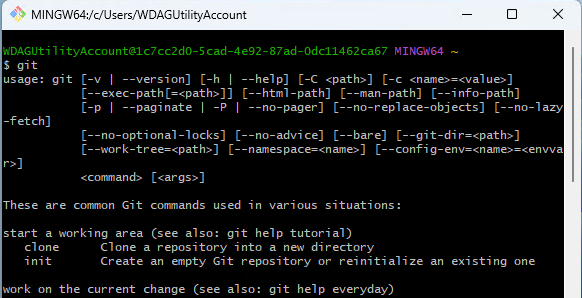 MINGW64:/c/Users/WDAGUtilityAccount
WDAGUtilityAccount@1c7cc2d0-5cad-4e92-87ad-0dc11462ca67 MINGW64 ~
$ git
usage: git [-v | --version] [-h | --help] [-C <path>] [-c <name>=<value>]
           [--exec-path[=<path>]] [--html-path] [--man-path] [--info-path]
           [-p | --paginate | -P | --no-pager] [--no-replace-objects] [--no-lazy
-fetch]
           [--no-optional-locks] [--no-advice] [--bare] [--git-dir=<path>]
           [--work-tree=<path>] [--namespace=<name>] [--config-env=<name>=<envva
r>]
           <command> [<args>]
These are common Git commands used in various situations:
start a working area (see also: git help tutorial)
   clone     Clone a repository into a new directory
   init      Create an empty Git repository or reinitialize an existing one
work on the current change (see also: git help everyday)